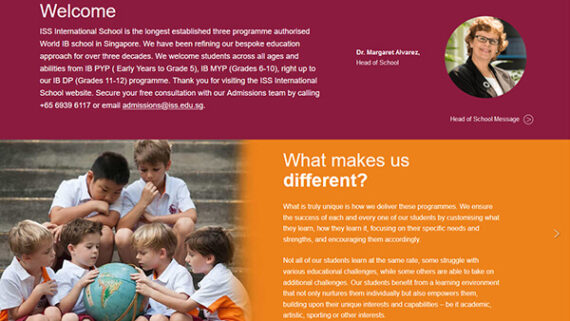 Welcome
ISS International School is the longest established three programme authorised
World IB school in Singapore. We have been refining our bespoke education
approach for over three decades. We welcome students across all ages and
abilities from IB PYP ( Early Years to Grade 5), IB MYP (Grades 6-10), right up to
our IB DP (Grades 11-12) programme. Thank you for visiting the ISS International
School website. Secure your free consultation with our Admissions team by calling
+65 6939 6117 or email admissions@iss.edu.sg.
Dr. Margaret Alvarez,
Head of School
Head of School Message
What makes us
different?
What is truly unique is how we deliver these programmes. We ensure
the success of each and every one of our students by customising what
they learn, how they learn it, focusing on their specific needs and
strengths, and encouraging them accordingly.
Not all of our students learn at the same rate, some struggle with
various educational challenges, while some others are able to take on
additional challenges. Our students benefit from a learning environment
that not only nurtures them individually but also empowers them,
building upon their unique interests and capabilities – be it academic,
artistic, sporting or other interests.